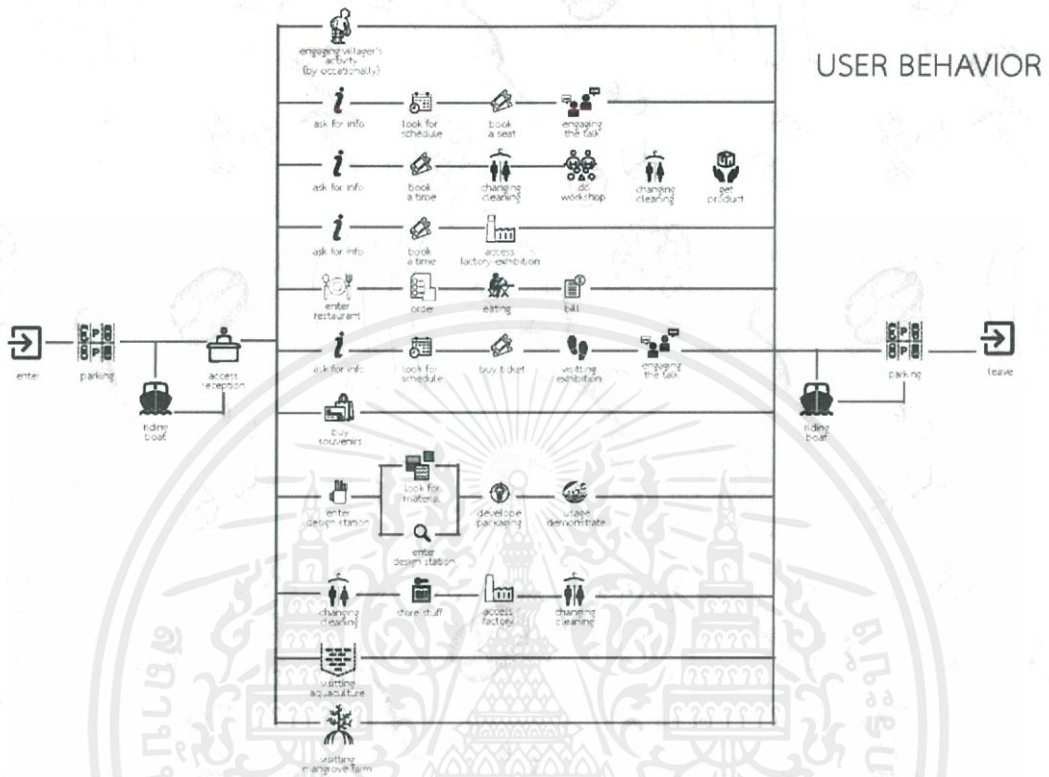 USER BEHAVIOR
engaging villager's
activity
(by occationally)
ask for info
look for
schedule
book
a seat
engaging
the talk
ask for info
book
a time
changing
cleaning
do
workshop
changing
cleaning
get
product
ask for info
book
a time
access
factory-exhibition
enter
restaurant
order
eating
bill
enter
parking
riding
boat
access
reception
ask for info
look for
schedule
buy ticket
visitting
exhibition
engaging
the talk
parking
leave
riding
boat
buy
souvenirs
enter
design station
look for
material
enter
design station
develope
packaging
usage
demonstrate
changing
cleaning
store stuff
access
factory
changing
cleaning
visitting
aquaculture
visitting
mangrove farm